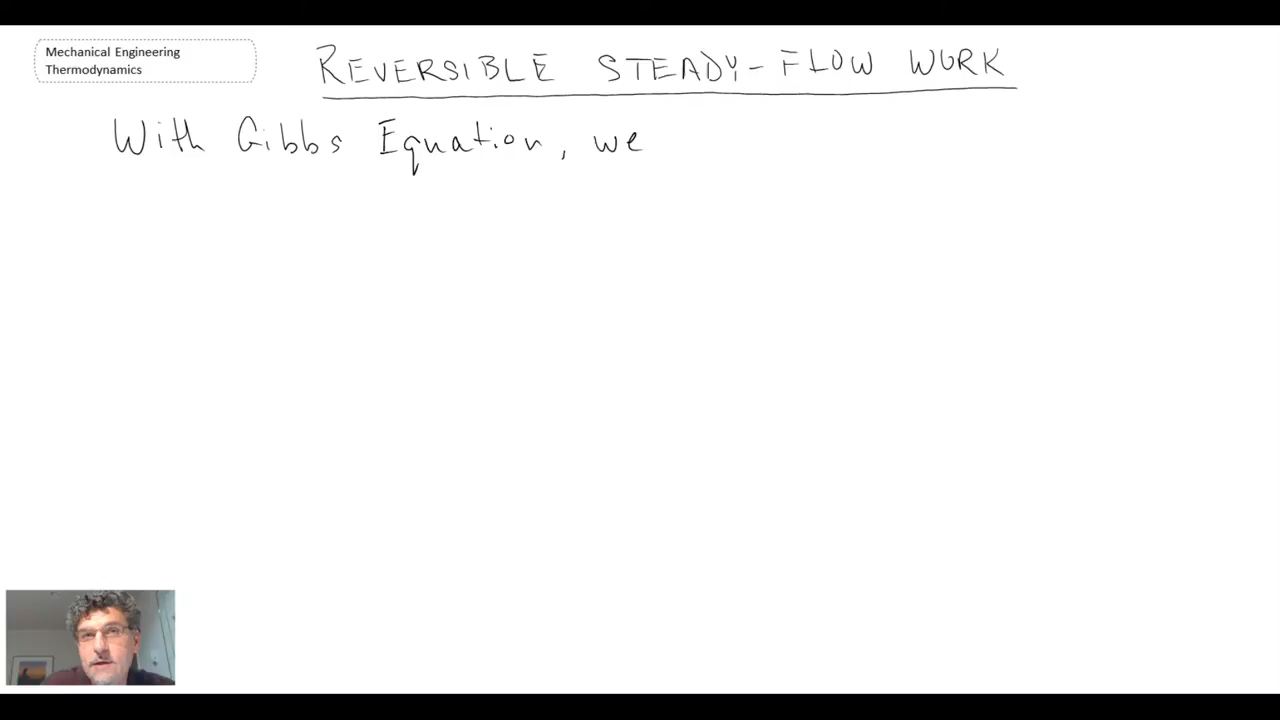 Mechanical Engineering
Thermodynamics
REVERSIBLE STEADY-FLOW WORK
With Gibbs Equation, we